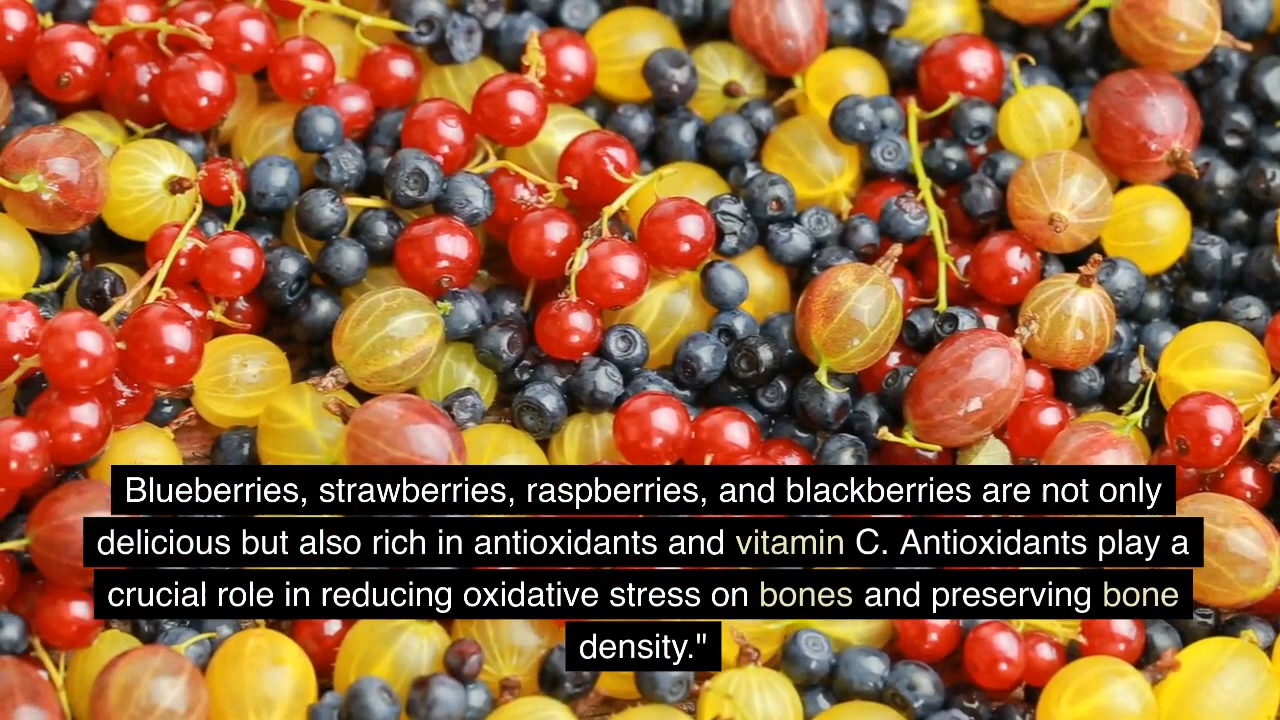 Blueberries, strawberries, raspberries, and blackberries are not only
delicious but also rich in antioxidants and vitamin C. Antioxidants play a
crucial role in reducing oxidative stress on bones and preserving bone
density."